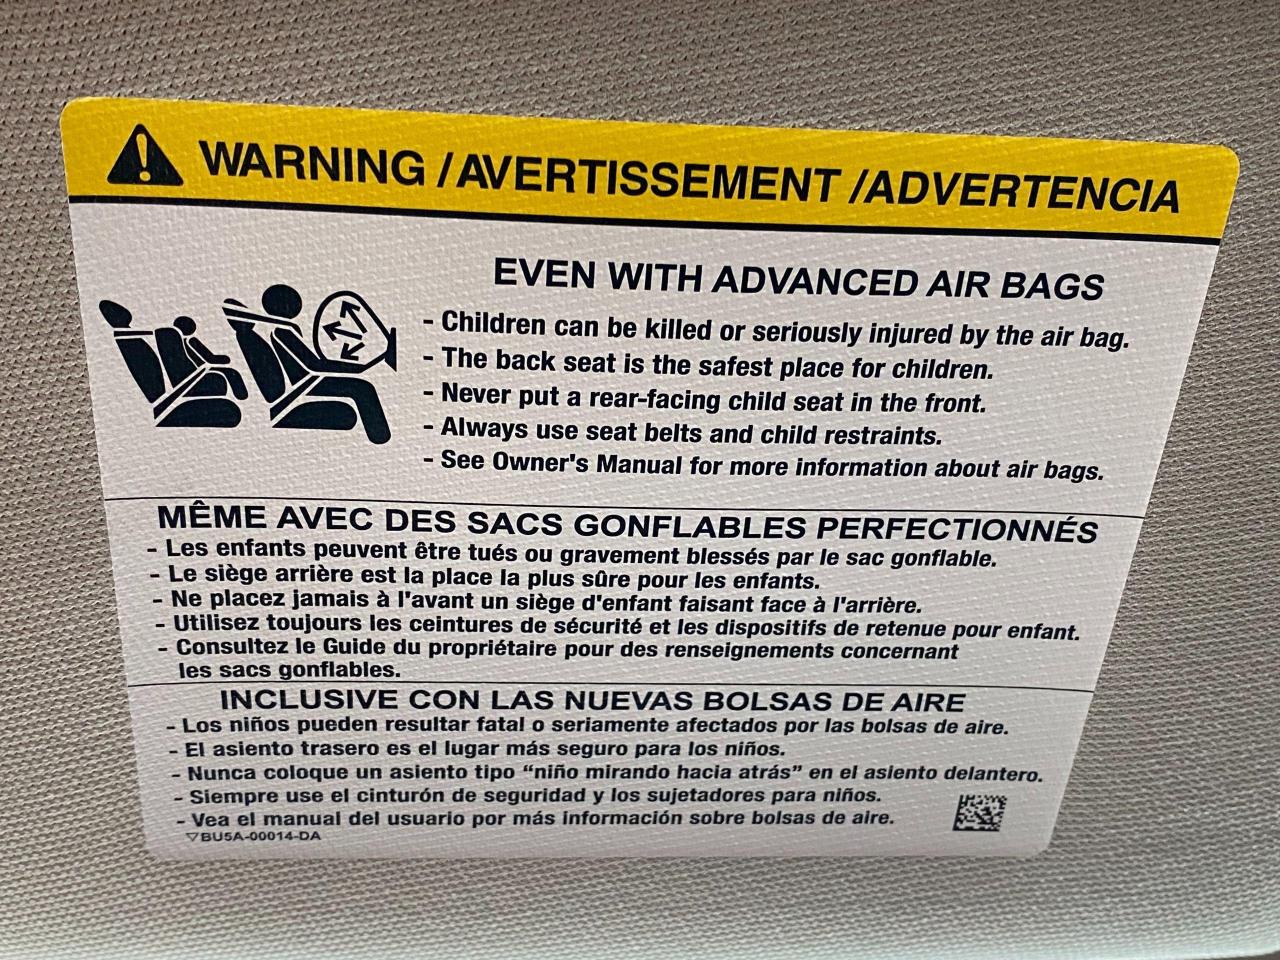 WARNING /AVERTISSEMENT /ADVERTENCIA
EVEN WITH ADVANCED AIR BAGS
- Children can be killed or seriously injured by the air bag.
- The back seat is the safest place for children.
- Never put a rear-facing child seat in the front.
- Always use seat belts and child restraints.
- See Owner's Manual for more information about air bags.
MÊME AVEC DES SACS GONFLABLES PERFECTIONNÉS
- Les enfants peuvent être tués ou gravement blessés par le sac gonflable.
- Le siège arrière est la place la plus sûre pour les enfants.
- Ne placez jamais à l'avant un siège d'enfant faisant face à l'arrière.
- Utilisez toujours les ceintures de sécurité et les dispositifs de retenue pour enfant.
- Consultez le Guide du propriétaire pour des renseignements concernant
les sacs gonflables.
INCLUSIVE CON LAS NUEVAS BOLSAS DE AIRE
- Los niños pueden resultar fatal o seriamente afectados por las bolsas de aire.
- El asiento trasero es el lugar más seguro para los niños.
- Nunca coloque un asiento tipo “niño mirando hacia atrás” en el asiento delantero.
- Siempre use el cinturón de seguridad y los sujetadores para niños.
- Vea el manual del usuario por más información sobre bolsas de aire.
▽BU5A-00014-DA